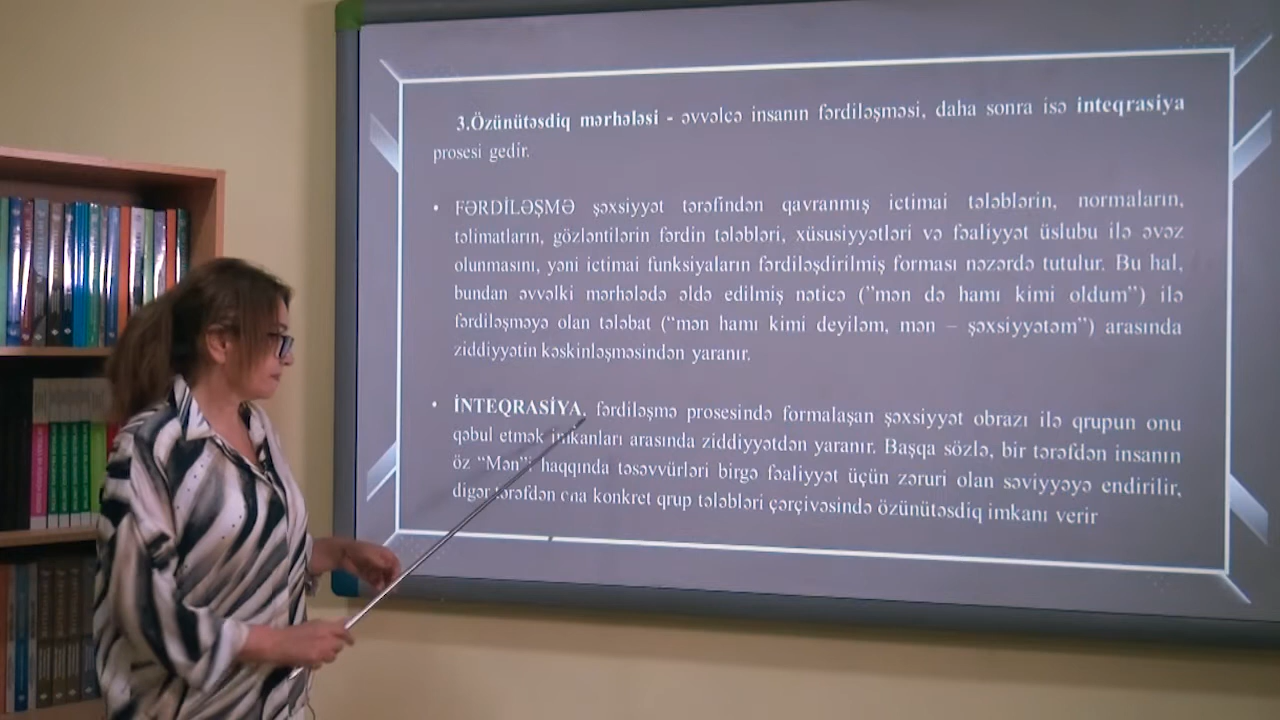 3.Özünütəsdiq mərhələsi - əvvəlcə insanın fərdiləşməsi, daha sonra isə inteqrasiya
prosesi gedir.
• FƏRDİLƏŞMƏ şəxsiyyət tərəfindən qavranmış ictimai tələblərin, normaların,
təlimatların, gözləntilərin fərdin tələbləri, xüsusiyyətləri və fəaliyyət üslubu ilə əvəz
olunmasını, yəni ictimai funksiyaların fərdiləşdirilmiş forması nəzərdə tutulur. Bu hal,
bundan əvvəlki mərhələdə əldə edilmiş nəticə (”mən də hamı kimi oldum”) ilə
fərdiləşməyə olan tələbat (“mən hamı kimi deyiləm, mən – şəxsiyyətəm”) arasında
ziddiyyətin kəskinləşməsindən yaranır.
• İNTEQRASİYA, fərdiləşmə prosesində formalaşan şəxsiyyət obrazı ilə qrupun onu
qəbul etmək imkanları arasında ziddiyyətdən yaranır. Başqa sözlə, bir tərəfdən insanın
öz “Mən”i haqqında təsəvvürləri birgə fəaliyyət üçün zəruri olan səviyyəyə endirilir,
digər tərəfdən ona konkret qrup tələbləri çərçivəsində özünütəsdiq imkanı verir